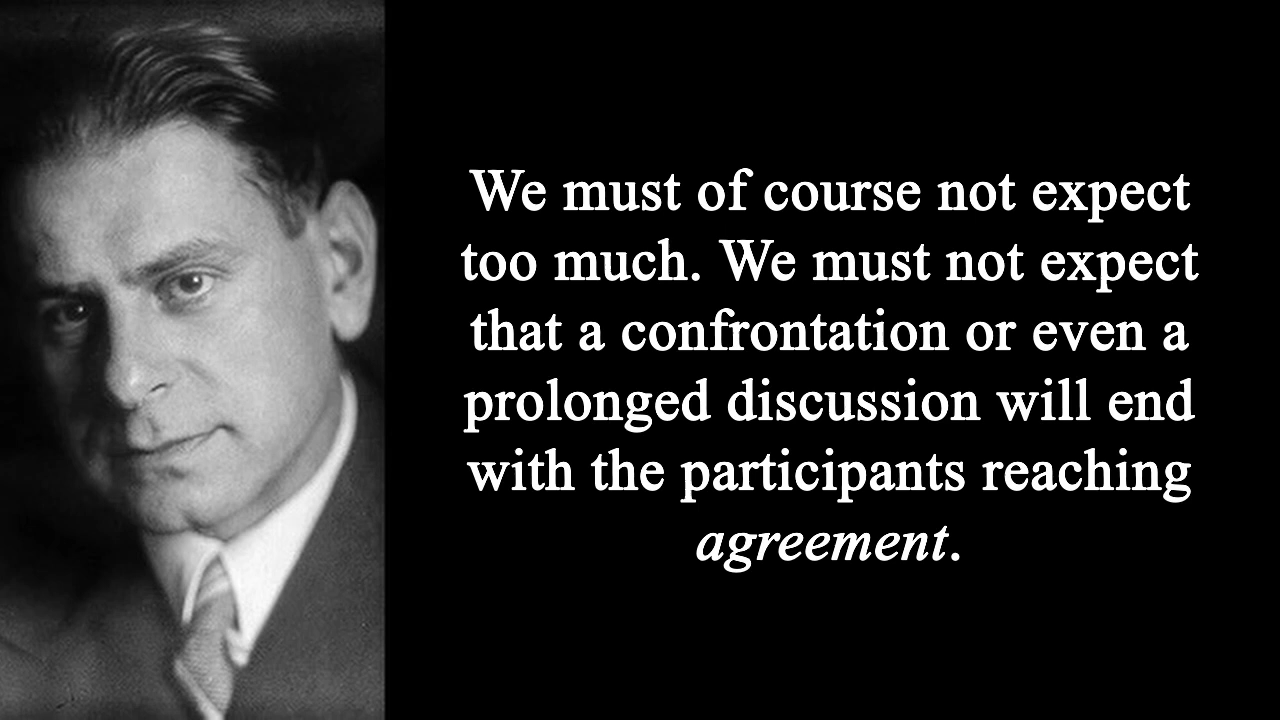 We must of course not expect
too much. We must not expect
that a confrontation or even a
prolonged discussion will end
with the participants reaching
agreement.